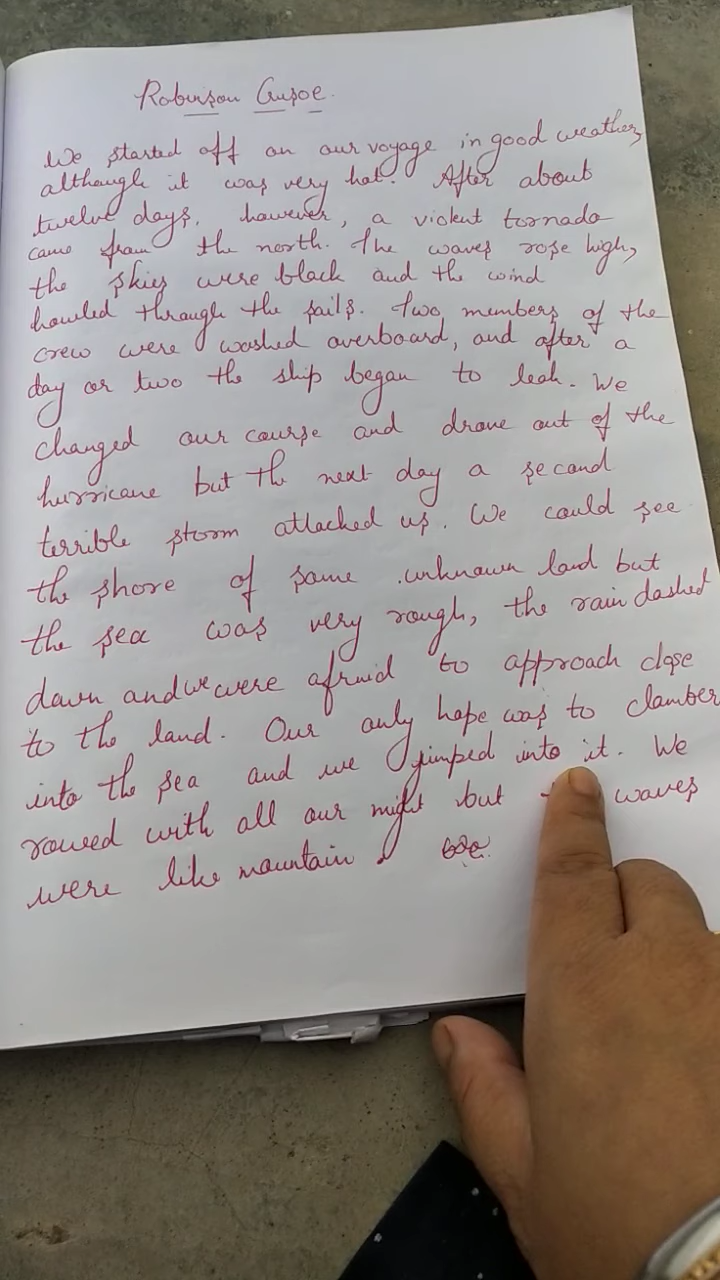 Robinson Crusoe.
We started off on our voyage in good weather,
although it was very hot. After about
twelve days, however, a violent tornado
came from the north. The waves rose high,
the skies were black and the wind
howled through the sails. Two members of the
crew were washed overboard, and after a
day or two the ship began to leak. We
changed our course and drove out of the
hurricane but the next day a second
terrible storm attacked us. We could see
the shore of some unknown land but
the sea was very rough, the rain dashed
down and we were afraid to approach close
to the land. Our only hope was to clamber
into the sea and we jumped into it. We
rowed with all our might but waves
were like mountain.